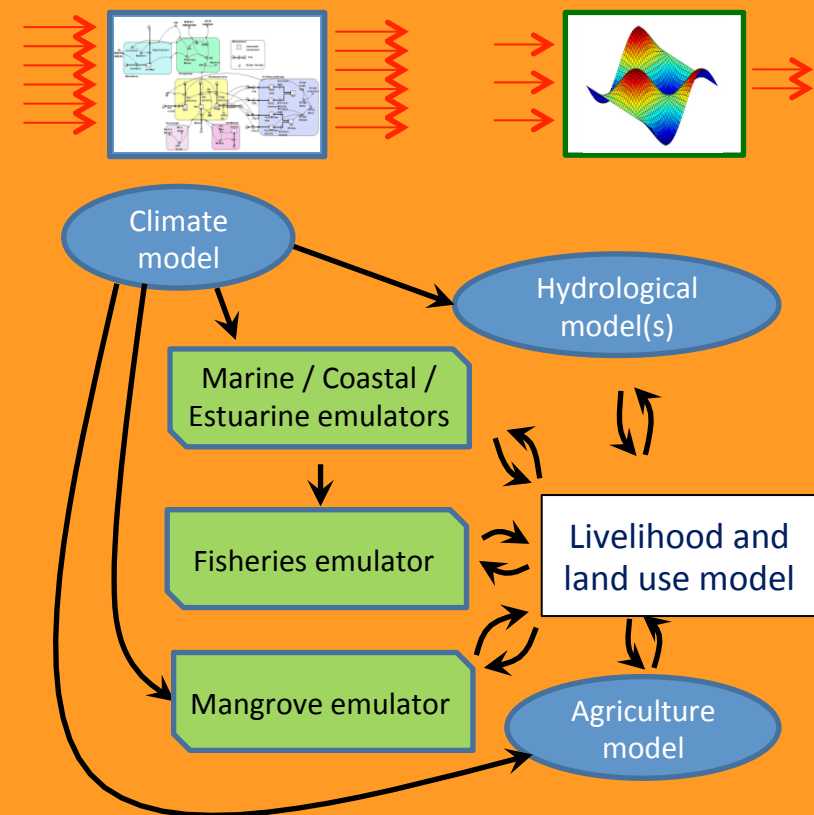 Climate
model
Hydrological
model(s)
Marine / Coastal /
Estuarine emulators
Fisheries emulator
Livelihood and
land use model
Mangrove emulator
Agriculture
model